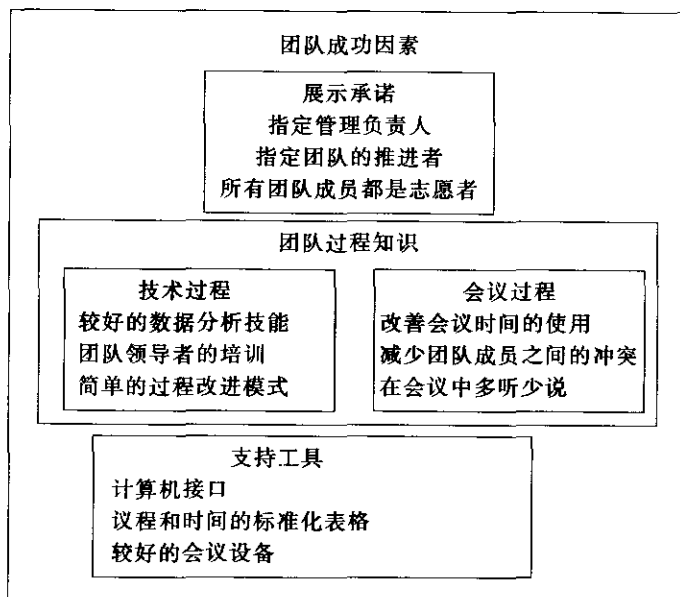 团队成功因素
展示承诺
指定管理负责人
指定团队的推进者
所有团队成员都是志愿者
团队过程知识
技术过程
较好的数据分析技能
团队领导者的培训
简单的过程改进模式
会议过程
改善会议时间的使用
减少团队成员之间的冲突
在会议中多听少说
支持工具
计算机接口
议程和时间的标准化表格
较好的会议设备